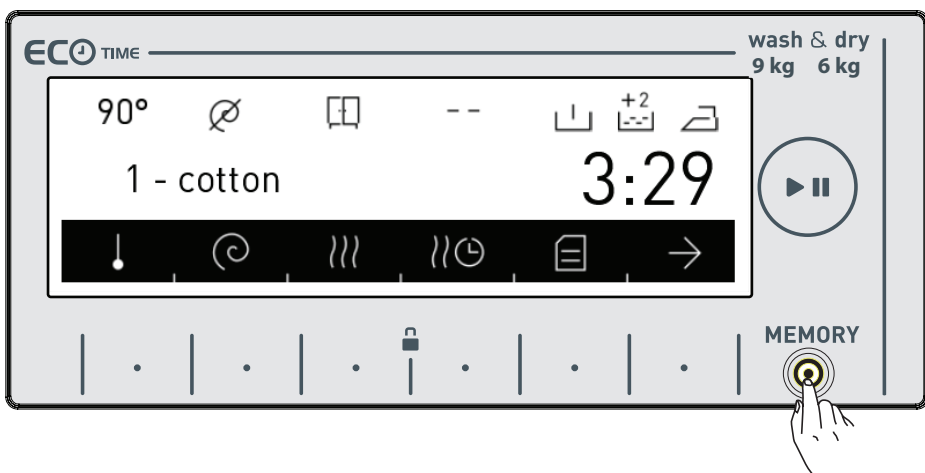 ECO TIME
wash & dry
9 kg 6 kg
90° -- +2
1 - cotton 3:29
MEMORY